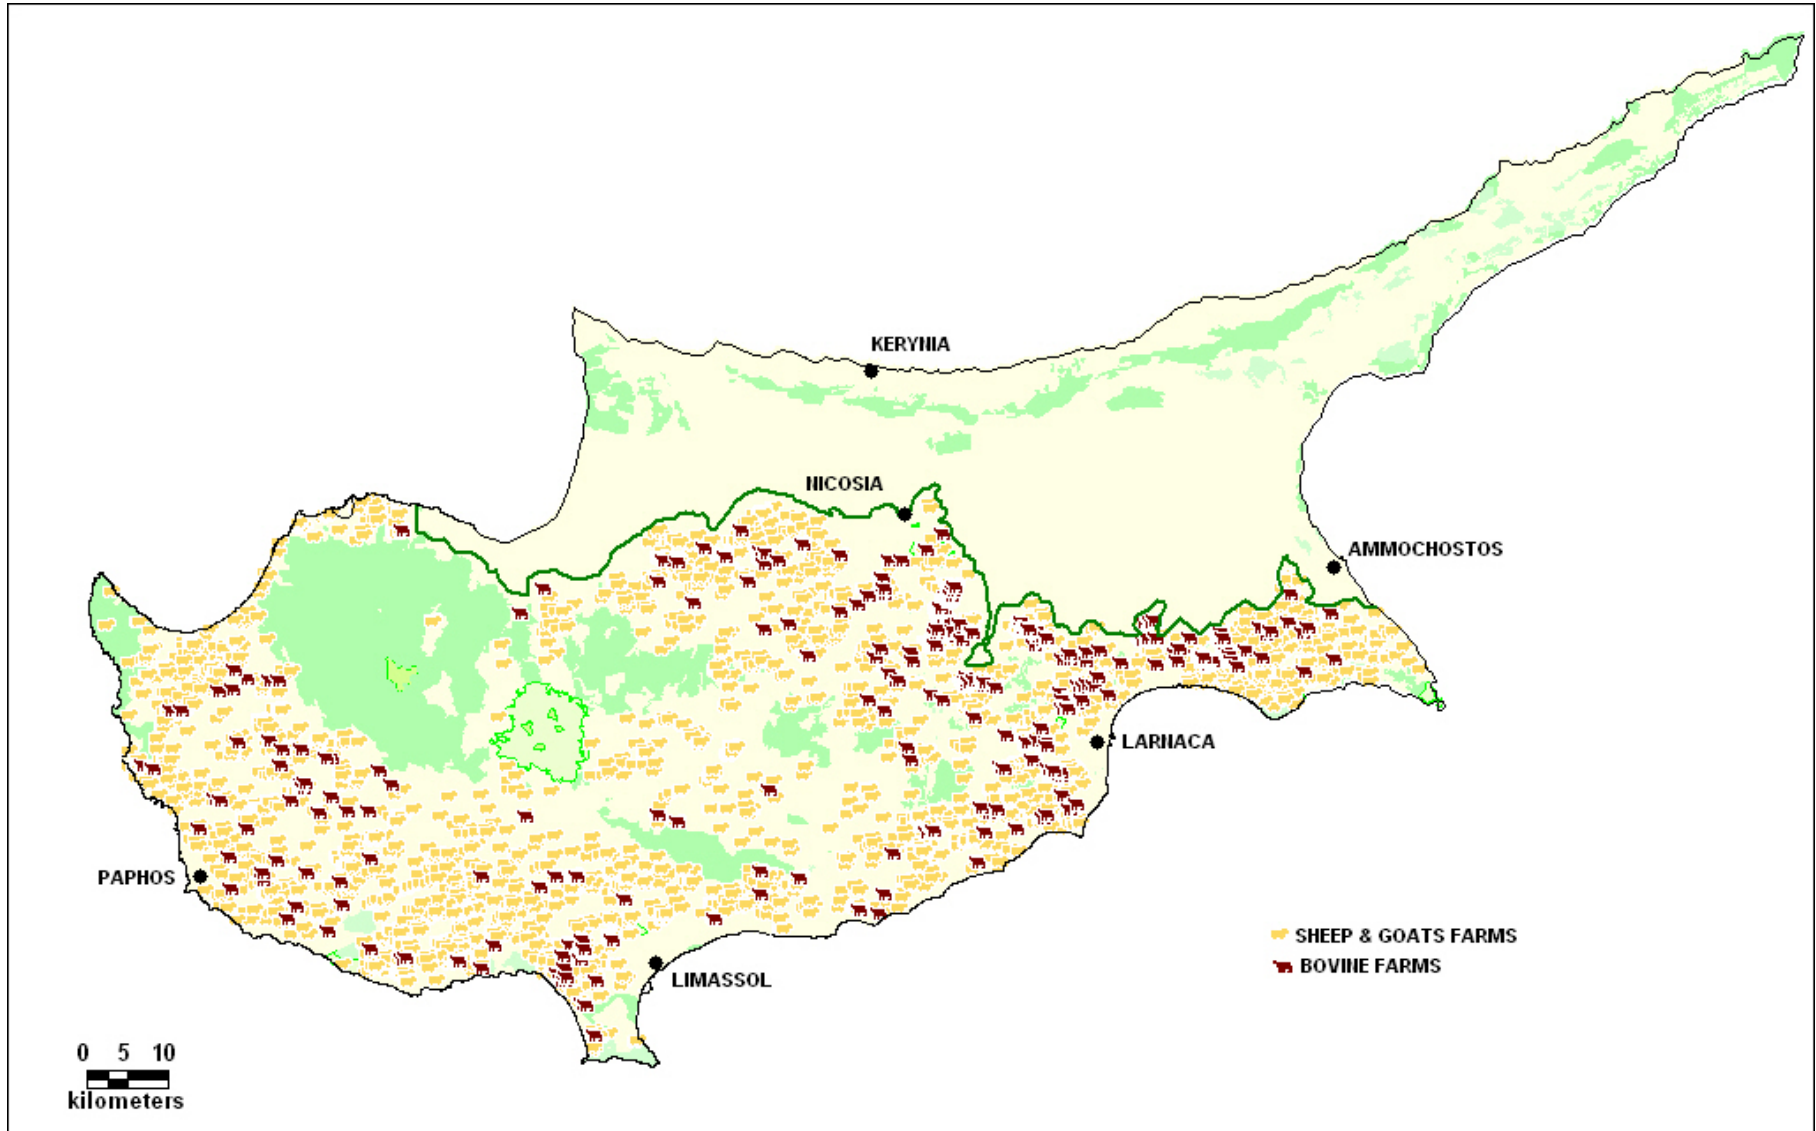 KERYNIA
NICOSIA
AMMOCHOSTOS
LARNACA
PAPHOS
SHEEP & GOATS FARMS
BOVINE FARMS
LIMASSOL
0 5 10
kilometers